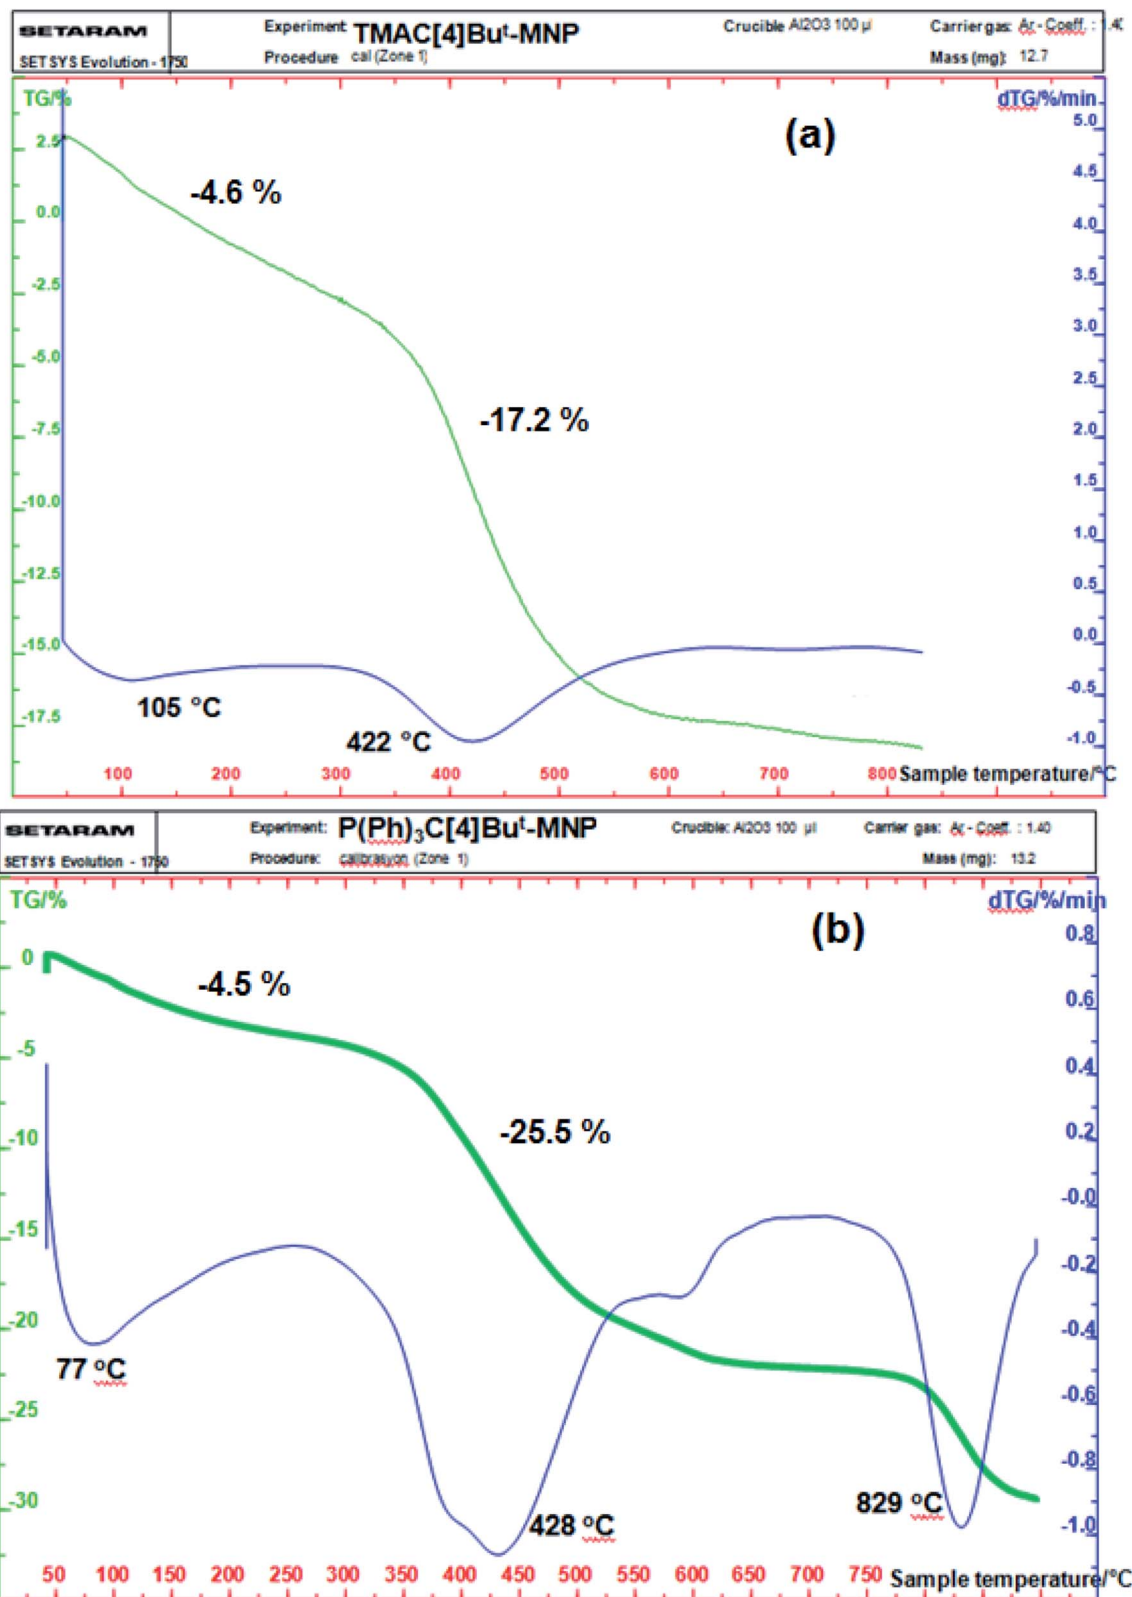 SETARAM Experiment: TMAC[4]Buᵗ-MNP Crucible Al2O3 100 µl Carrier gas: Ar - Coeff. : 1.40
SETSYS Evolution - 1750 Procedure cal (Zone 1) Mass (mg): 12.7
TG/% dTG/%/min
(a)
5.0
2.5
4.5
-4.6 %
0.0
4.0
3.5
-2.5
3.0
-5.0
2.5
-17.2 %
-7.5
2.0
1.5
-10.0
1.0
-12.5
0.5
-15.0
0.0
-0.5
105 °C
-17.5
422 °C
-1.0
100 200 300 400 500 600 700 800 Sample temperature/°C
SETARAM Experiment: P(Ph)₃C[4]Buᵗ-MNP Crucible: Al2O3 100 µl Carrier gas: Ar - Coeff. : 1.40
SETSYS Evolution - 1750 Procedure: calibrasyon (Zone 1) Mass (mg): 13.2
TG/% dTG/%/min
(b)
0.8
0
-4.5 %
0.6
-5
0.4
-25.5 %
-10
0.2
-0.0
-15
-0.2
-20
-0.4
77 °C
-0.6
-25
-0.8
-30
829 °C
428 °C
-1.0
50 100 150 200 250 300 350 400 450 500 550 600 650 700 750 Sample temperature/°C